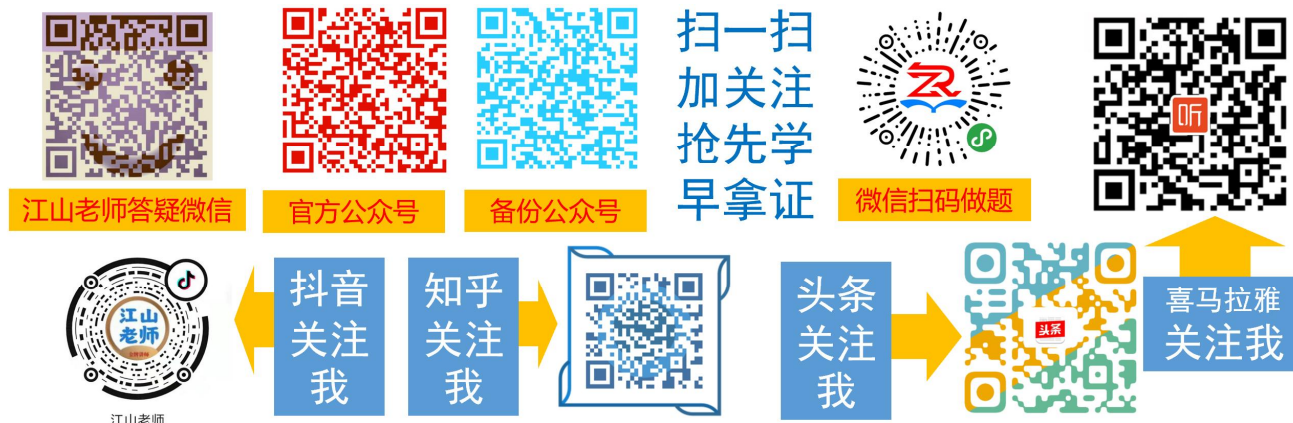 扫一扫
加关注
抢先学
早拿证
听
江山老师答疑微信
官方公众号
备份公众号
微信扫码做题
江山
老师
抖音
关注
我
知乎
关注
我
头条
关注
我
头条
喜马拉雅
关注我
江山老师